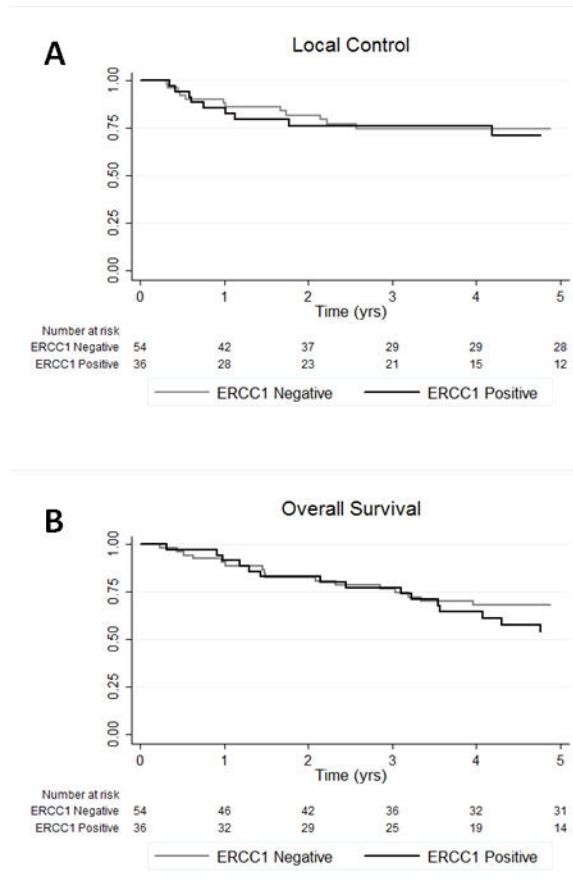 A
Local Control
1.00
0.75
0.50
0.25
0.00
0 1 2 3 4 5
Time (yrs)
Number at risk
ERCC1 Negative 54 42 37 29 29 28
ERCC1 Positive 36 28 23 21 15 12
ERCC1 Negative ERCC1 Positive
B
Overall Survival
1.00
0.75
0.50
0.25
0.00
0 1 2 3 4 5
Time (yrs)
Number at risk
ERCC1 Negative 54 46 42 36 32 31
ERCC1 Positive 36 32 29 25 19 14
ERCC1 Negative ERCC1 Positive